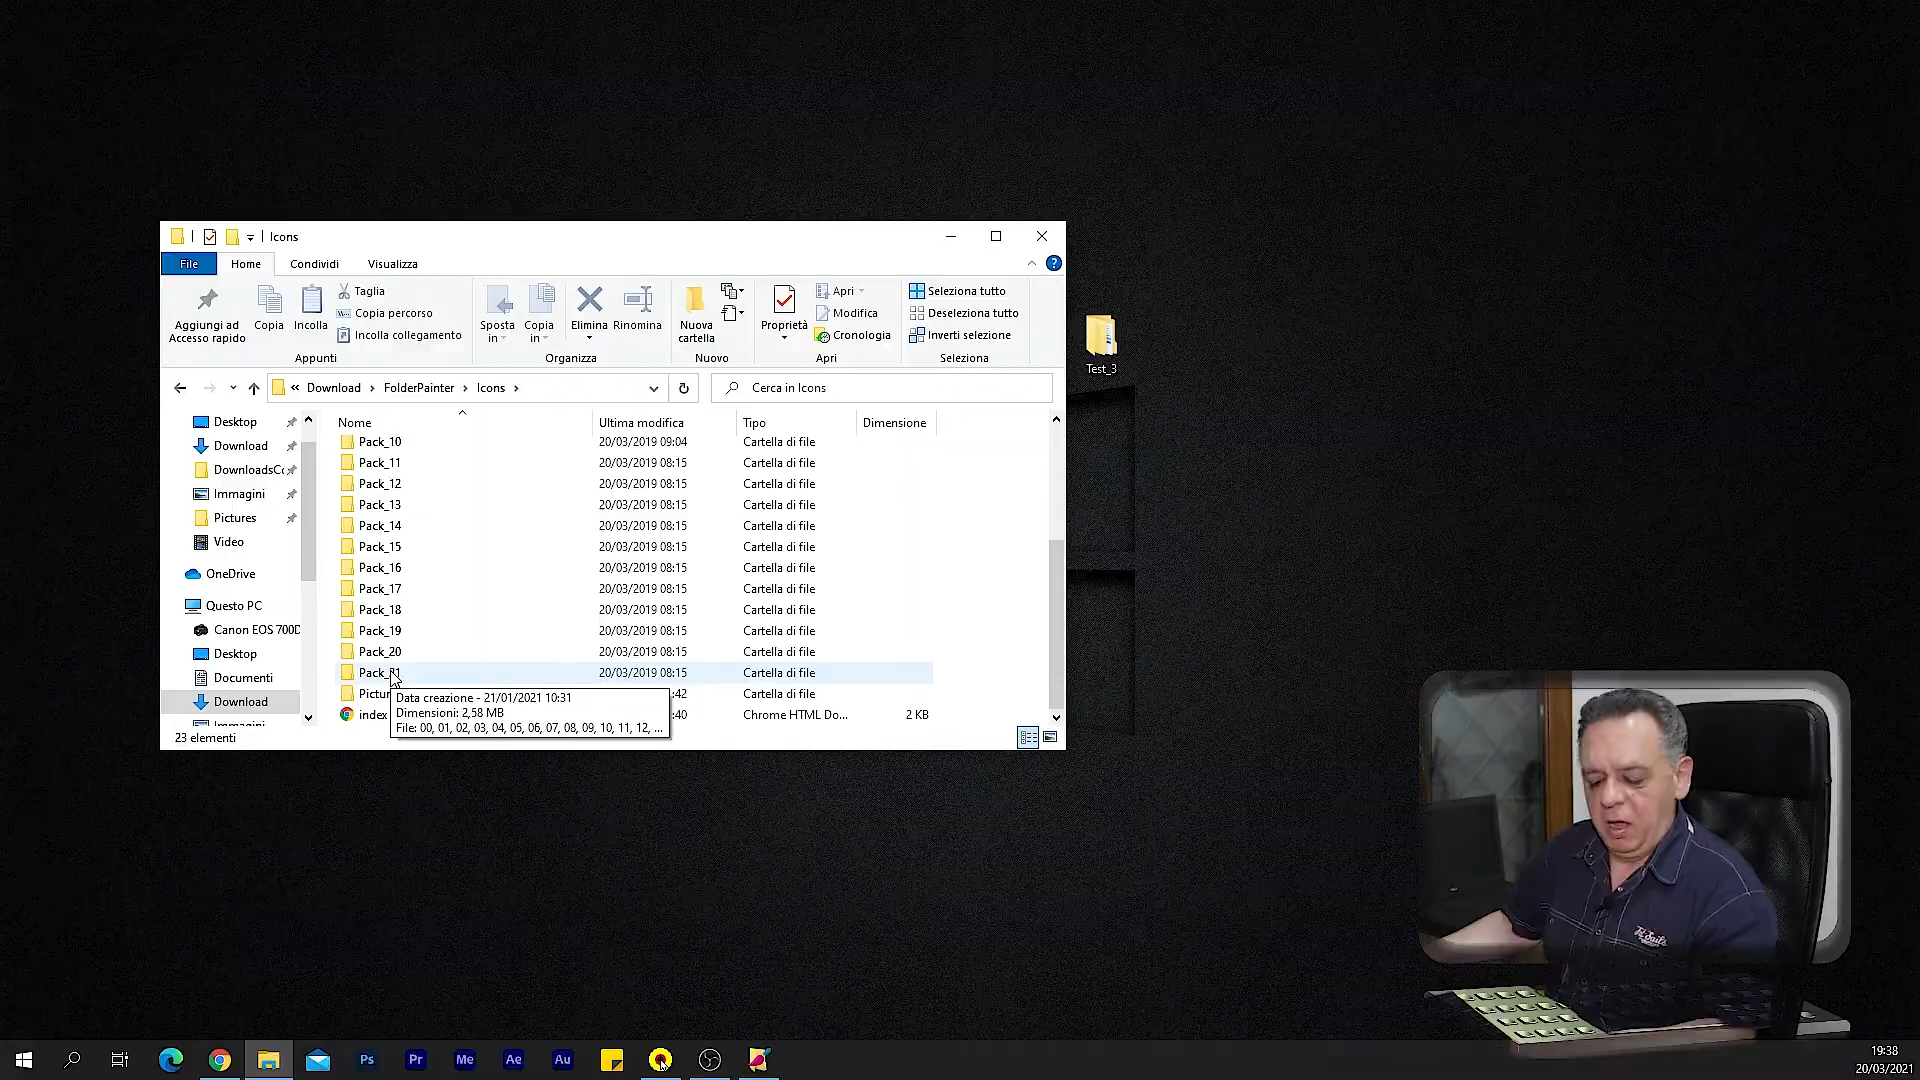 Icons
File Home Condividi Visualizza
Aggiungi ad
Accesso rapido
Copia
Incolla
Taglia
Copia percorso
Incolla collegamento
Appunti
Sposta
in
Copia
in
Elimina
Rinomina
Organizza
Nuova
cartella
Nuovo
Proprietà
Apri
Modifica
Cronologia
Apri
Seleziona tutto
Deseleziona tutto
Inverti selezione
Seleziona
« Download › FolderPainter › Icons ›
Cerca in Icons
Desktop
Download
DownloadsCo
Immagini
Pictures
Video
OneDrive
Questo PC
Canon EOS 700D
Desktop
Documenti
Download
Immagini
Nome Ultima modifica Tipo Dimensione
Pack_10 20/03/2019 09:04 Cartella di file
Pack_11 20/03/2019 08:15 Cartella di file
Pack_12 20/03/2019 08:15 Cartella di file
Pack_13 20/03/2019 08:15 Cartella di file
Pack_14 20/03/2019 08:15 Cartella di file
Pack_15 20/03/2019 08:15 Cartella di file
Pack_16 20/03/2019 08:15 Cartella di file
Pack_17 20/03/2019 08:15 Cartella di file
Pack_18 20/03/2019 08:15 Cartella di file
Pack_19 20/03/2019 08:15 Cartella di file
Pack_20 20/03/2019 08:15 Cartella di file
Pack_21 20/03/2019 08:15 Cartella di file
Pictur :42 Cartella di file
index :40 Chrome HTML Do... 2 KB
Data creazione - 21/01/2021 10:31
Dimensioni: 2,58 MB
File: 00, 01, 02, 03, 04, 05, 06, 07, 08, 09, 10, 11, 12, ...
23 elementi
Test_3
Ps Pr Me Ae Au
19:38
20/03/2021